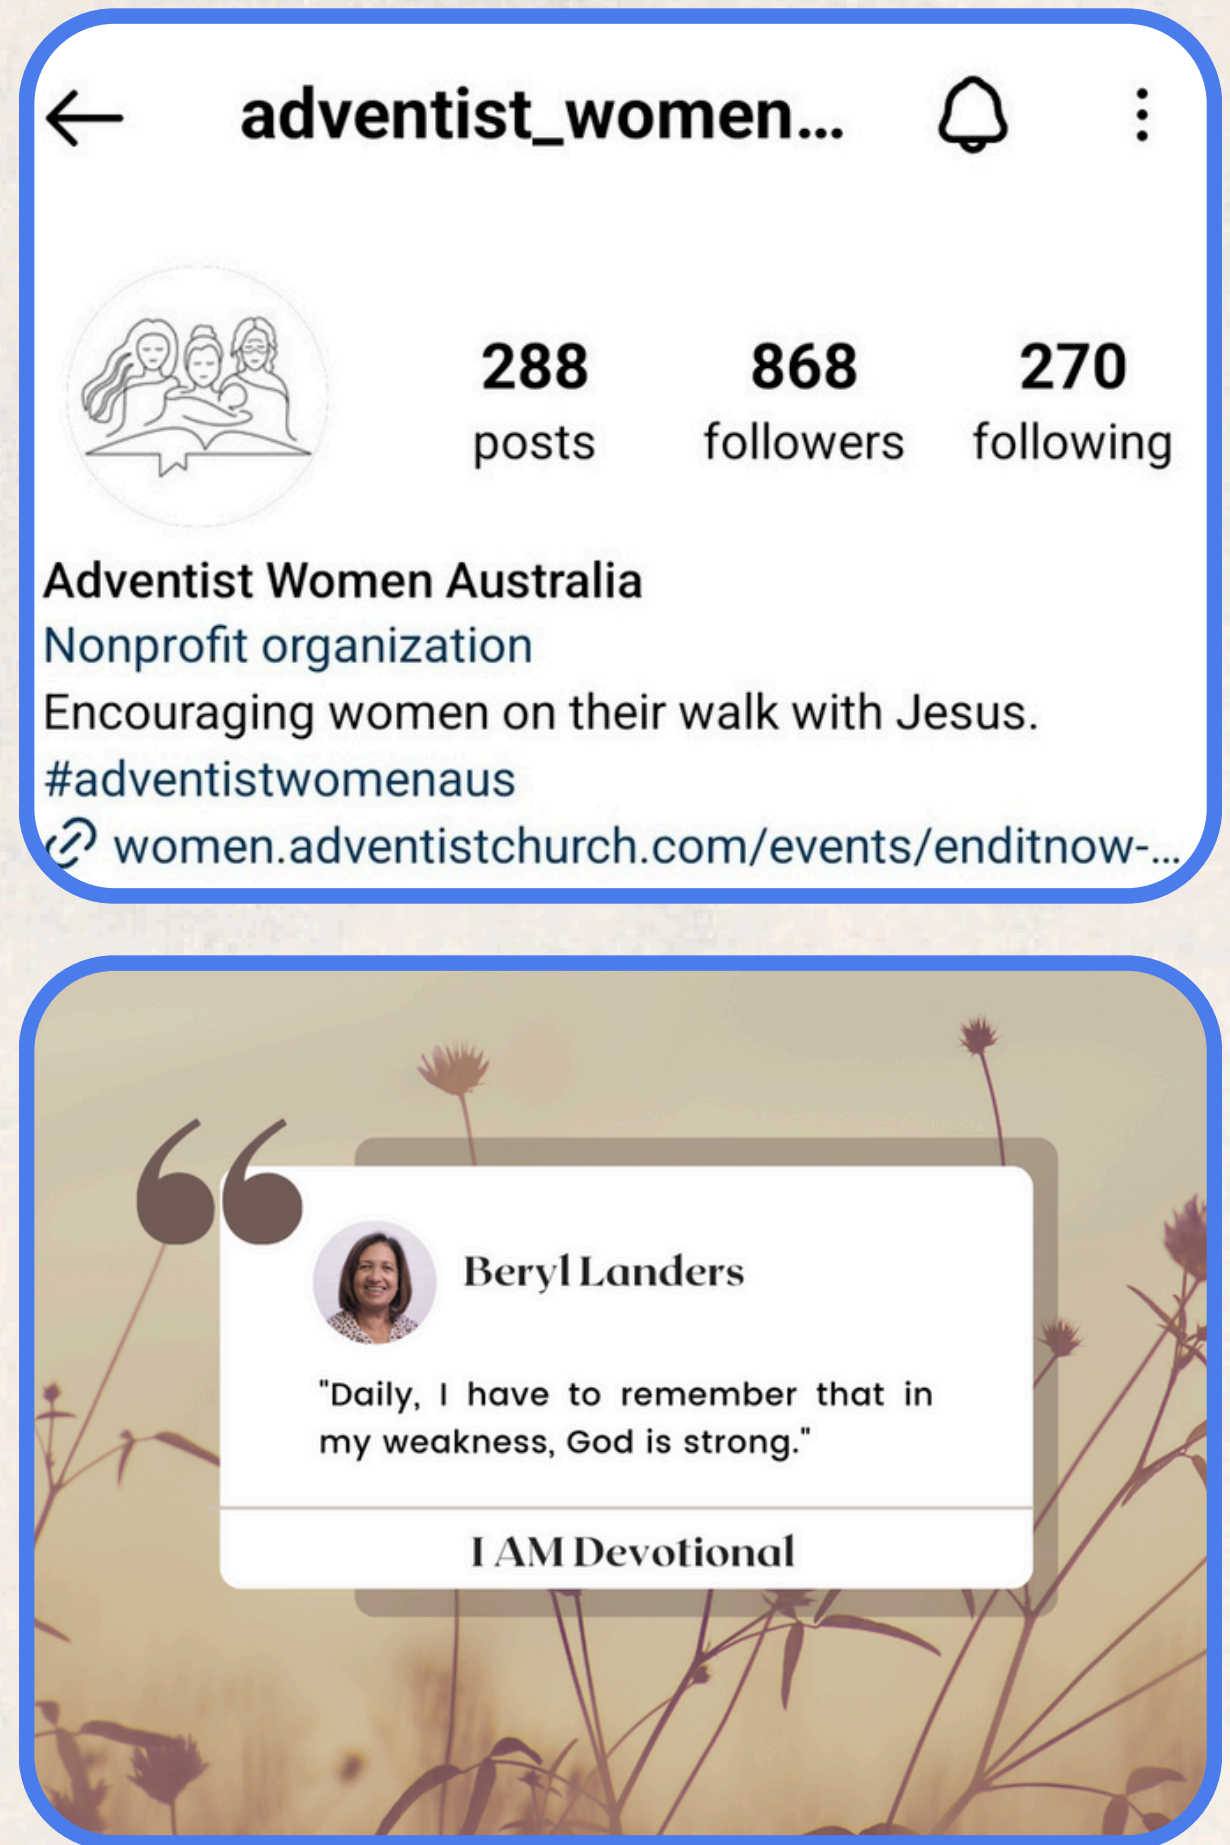 adventist_women...
288 868 270
posts followers following
Adventist Women Australia
Nonprofit organization
Encouraging women on their walk with Jesus.
#adventistwomenaus
women.adventistchurch.com/events/enditnow-...
“
Beryl Landers
"Daily, I have to remember that in
my weakness, God is strong."
I AM Devotional